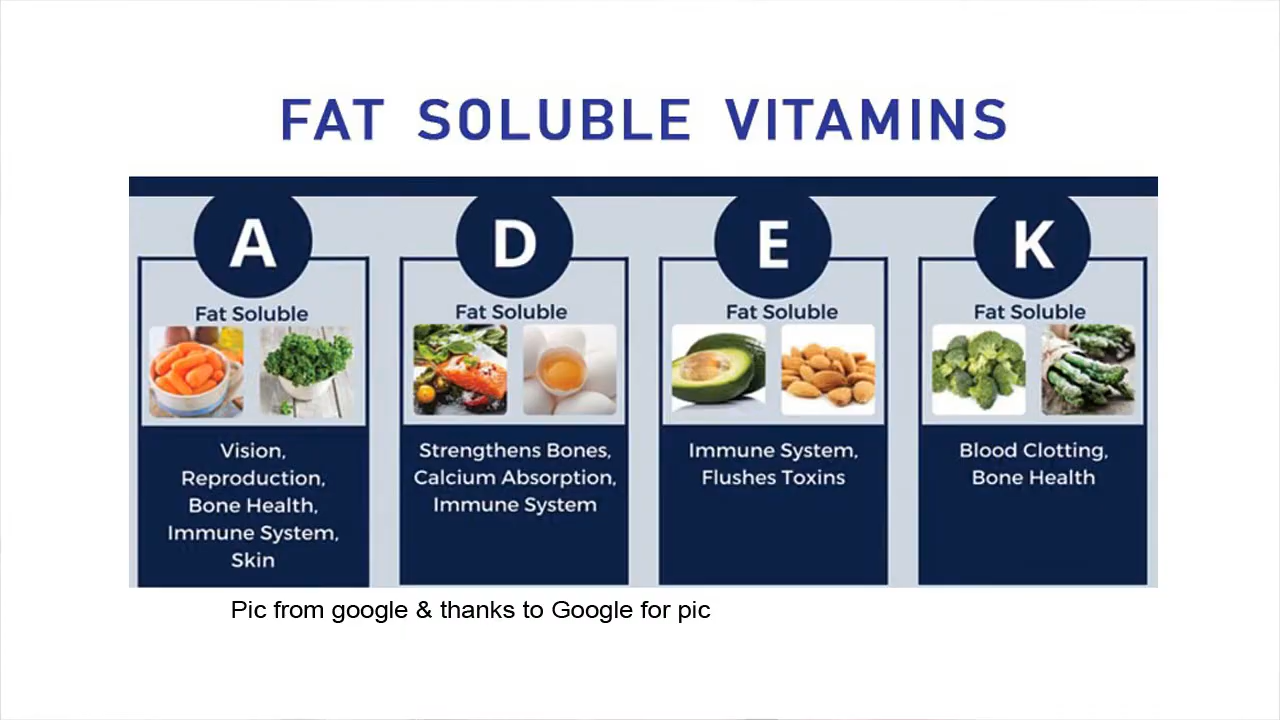 FAT SOLUBLE VITAMINS
A
Fat Soluble
Vision,
Reproduction,
Bone Health,
Immune System,
Skin
D
Fat Soluble
Strengthens Bones,
Calcium Absorption,
Immune System
E
Fat Soluble
Immune System,
Flushes Toxins
K
Fat Soluble
Blood Clotting,
Bone Health
Pic from google & thanks to Google for pic